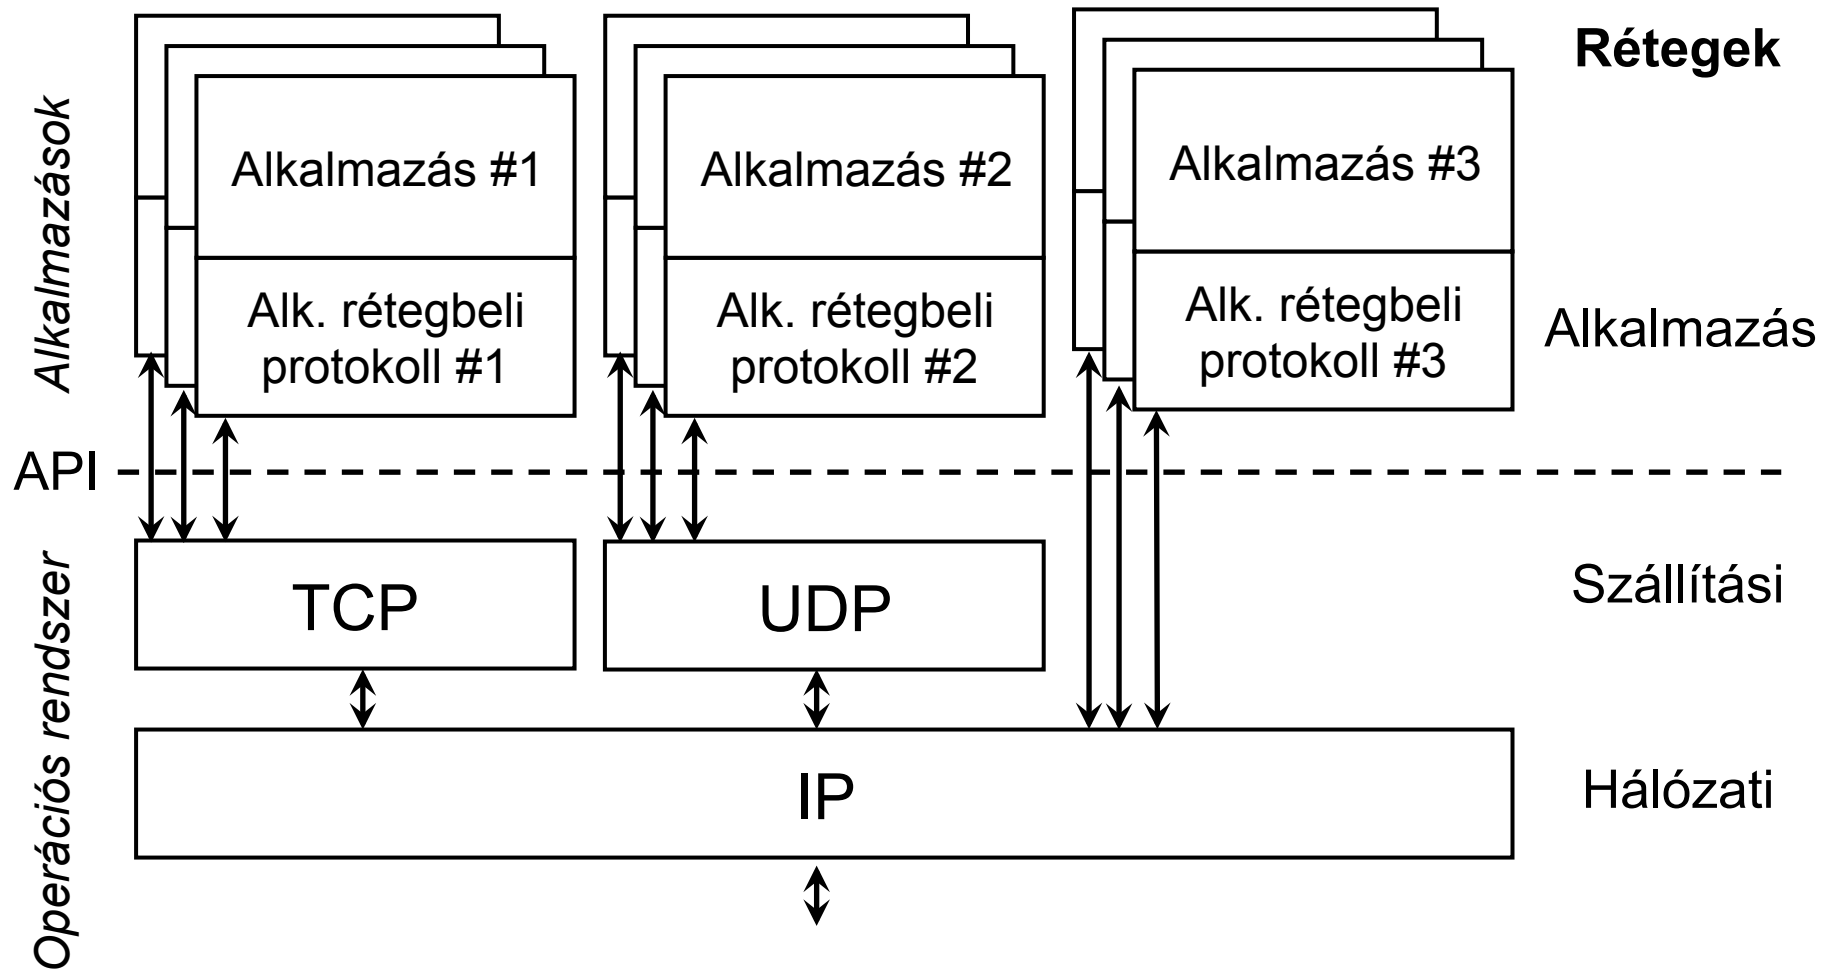 Rétegek
Alkalmazások
Alkalmazás #1
Alkalmazás #2
Alkalmazás #3
Alk. rétegbeli
protokoll #1
Alk. rétegbeli
protokoll #2
Alk. rétegbeli
protokoll #3
Alkalmazás
API
Operációs rendszer
TCP
UDP
Szállítási
IP
Hálózati